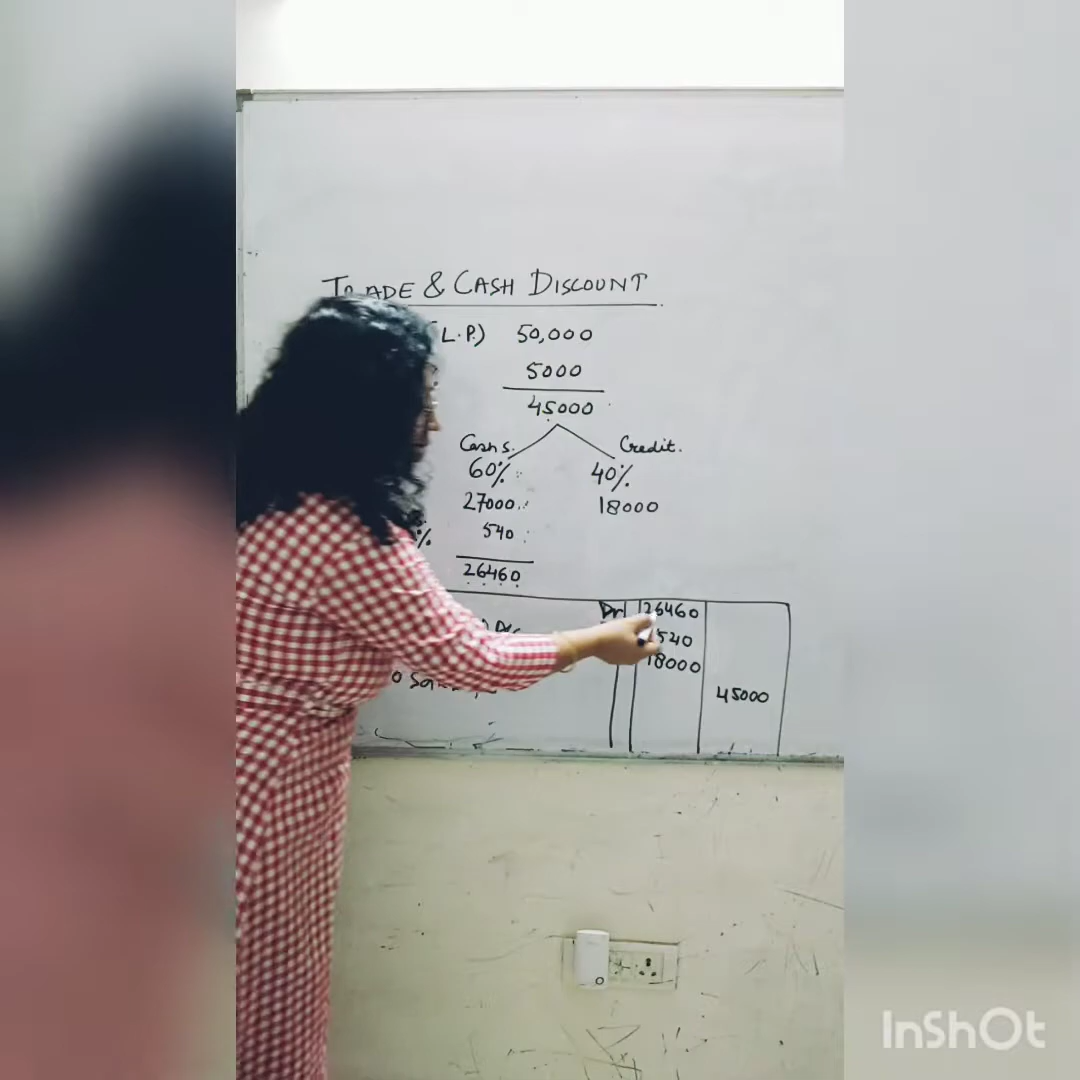 TRADE & CASH DISCOUNT
(L.P.) 50,000
5000
45000
Cash s. Credit.
60% 40%
27000 18000
% 540
26460
Dr 26460
540
18000
45000
InShOt